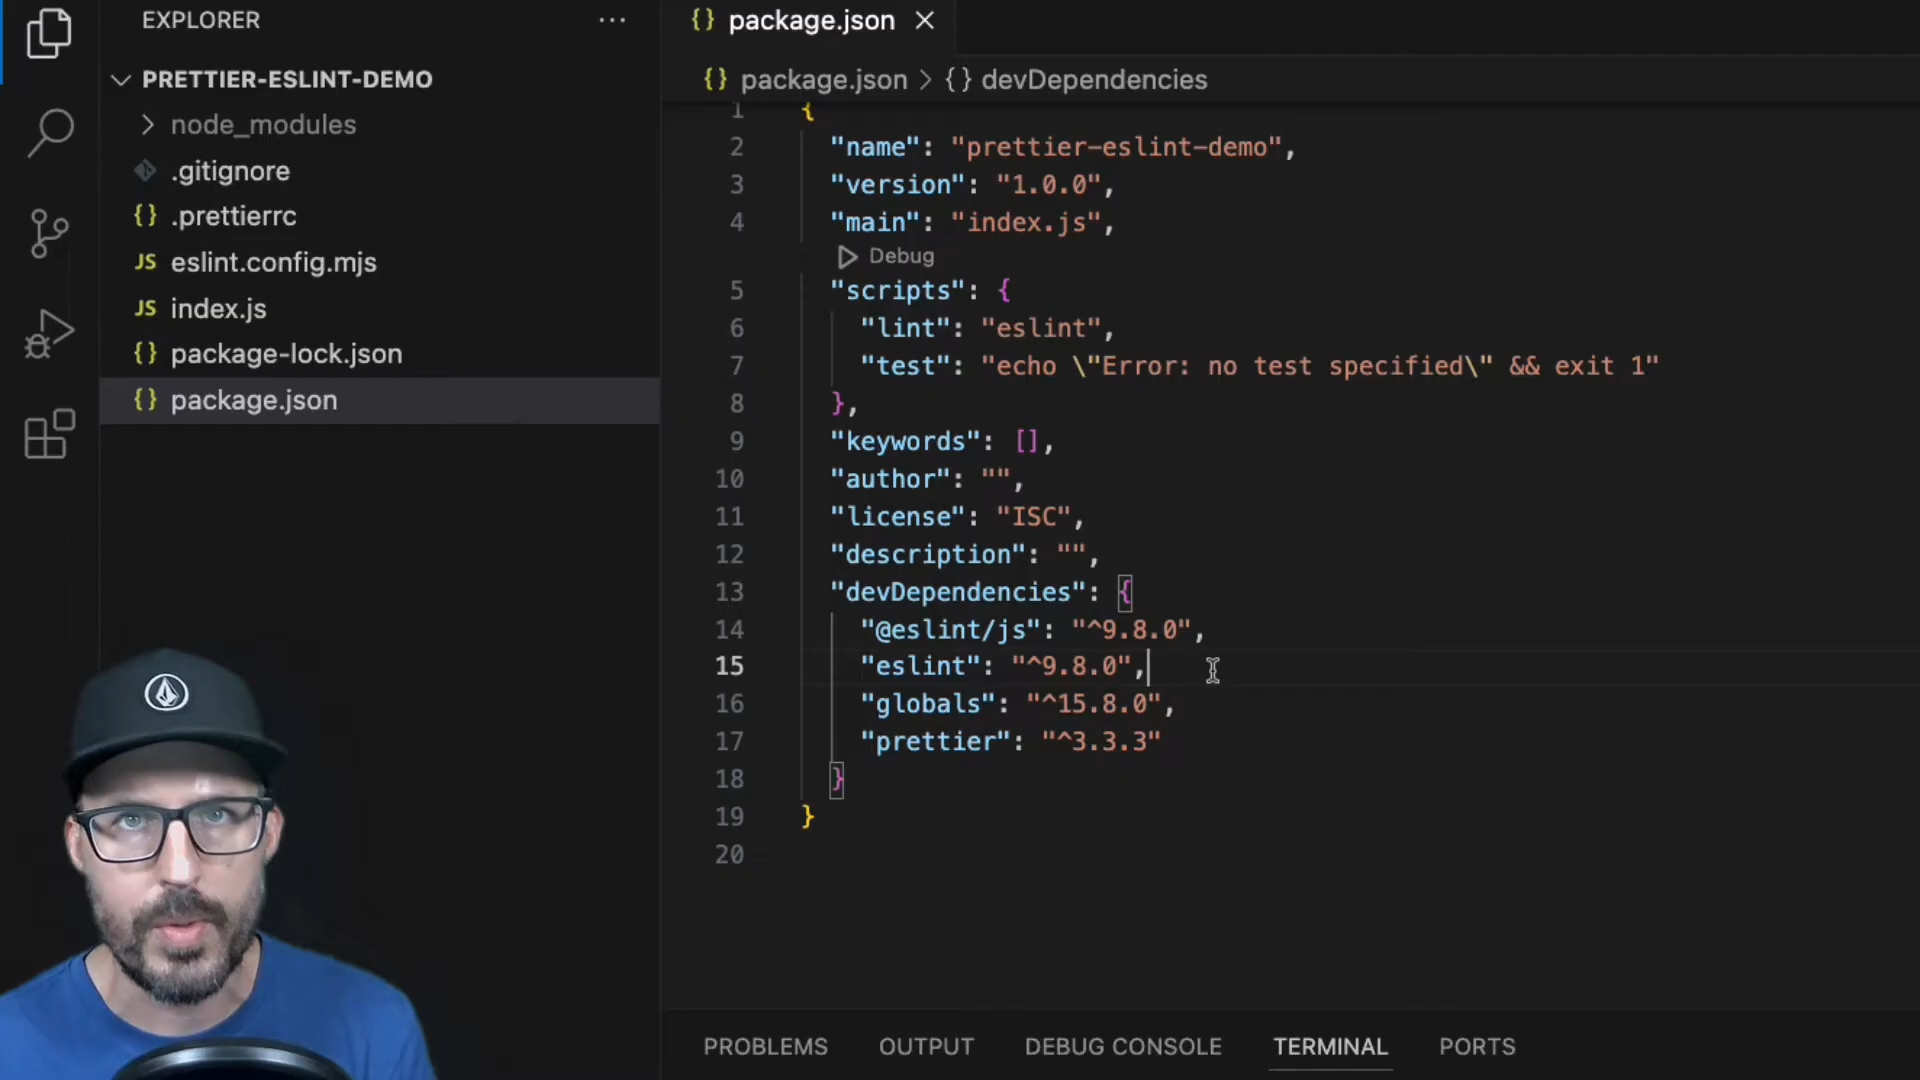 EXPLORER
PRETTIER-ESLINT-DEMO
node_modules
.gitignore
{} .prettierrc
JS eslint.config.mjs
JS index.js
{} package-lock.json
{} package.json
{} package.json
{} package.json > {} devDependencies
1 {
2 "name": "prettier-eslint-demo",
3 "version": "1.0.0",
4 "main": "index.js",
Debug
5 "scripts": {
6 "lint": "eslint",
7 "test": "echo \"Error: no test specified\" && exit 1"
8 },
9 "keywords": [],
10 "author": "",
11 "license": "ISC",
12 "description": "",
13 "devDependencies": {
14 "@eslint/js": "^9.8.0",
15 "eslint": "^9.8.0",
16 "globals": "^15.8.0",
17 "prettier": "^3.3.3"
18 }
19 }
20
PROBLEMS OUTPUT DEBUG CONSOLE TERMINAL PORTS